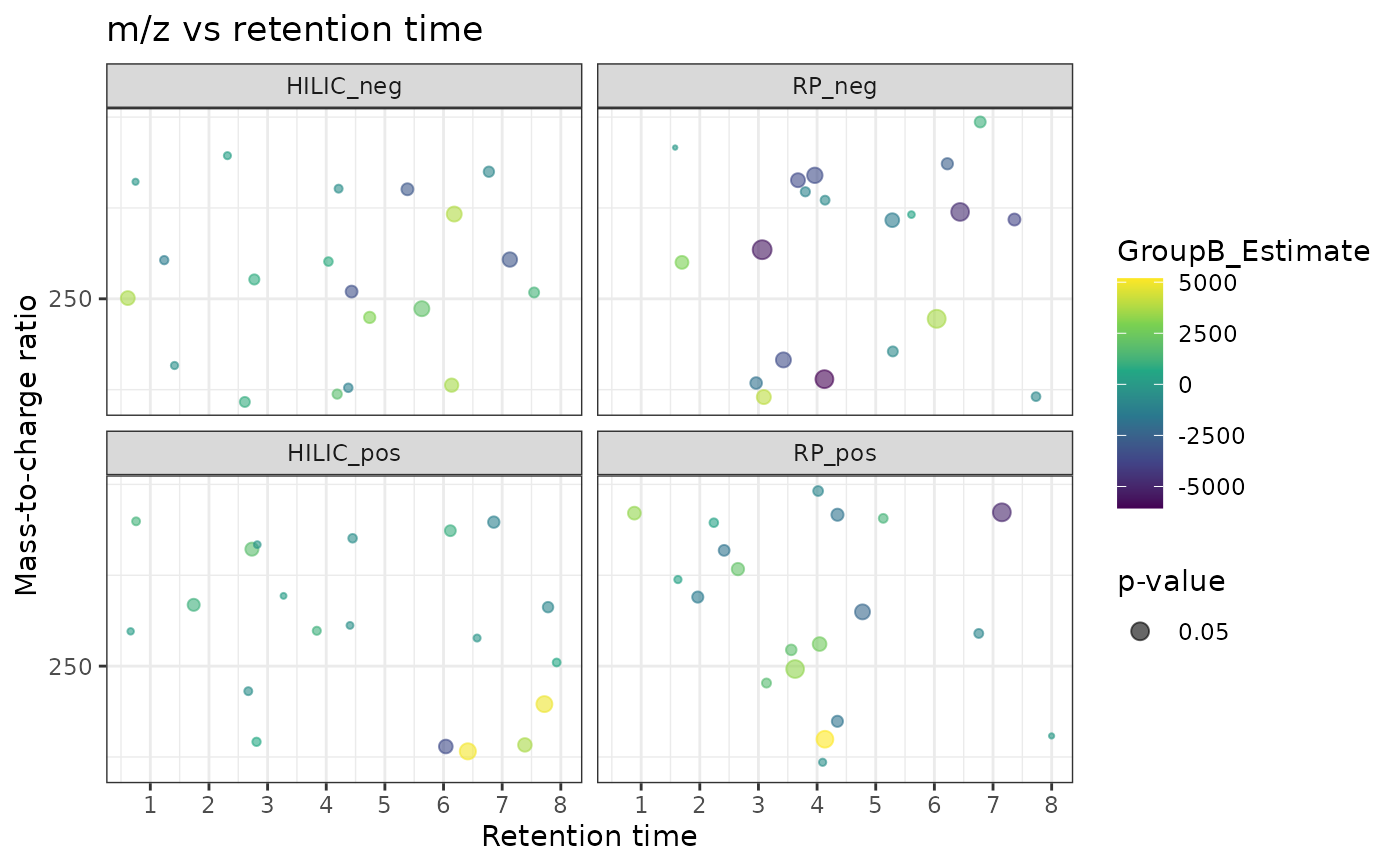 m/z vs retention time
HILIC_neg
RP_neg
250
HILIC_pos
RP_pos
250
1 2 3 4 5 6 7 8
1 2 3 4 5 6 7 8
Retention time
Mass-to-charge ratio
GroupB_Estimate
5000
2500
0
-2500
-5000
p-value
0.05